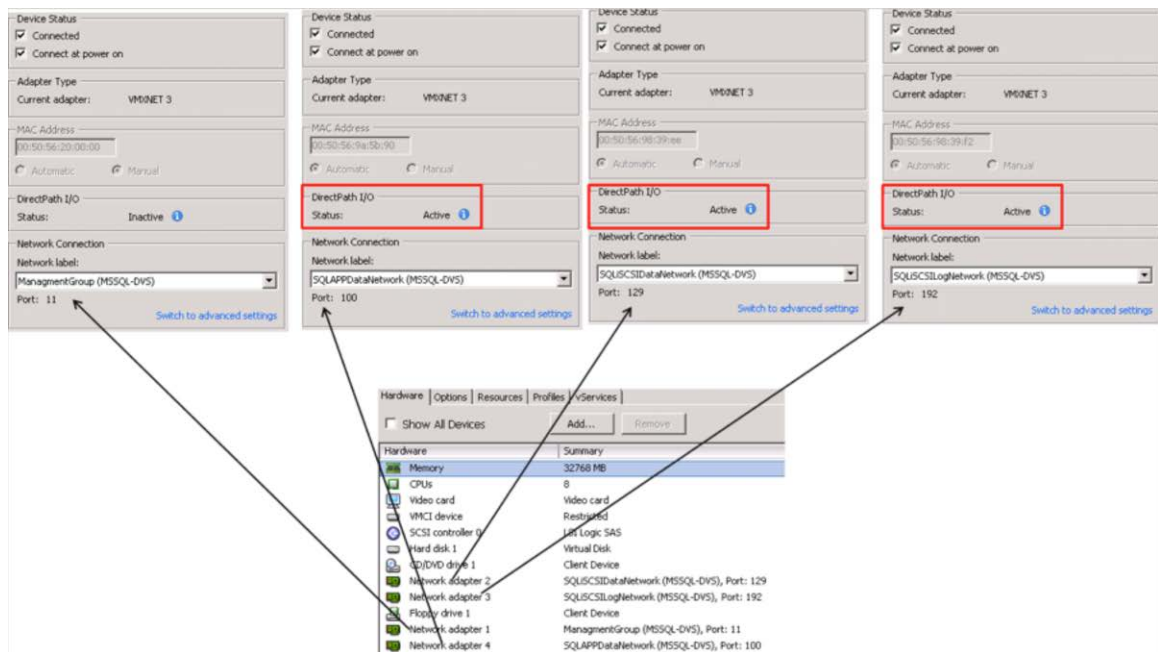 Device Status
Connected
Connect at power on
Adapter Type
Current adapter: VMXNET 3
MAC Address
00:50:56:20:00:00
Automatic Manual
DirectPath I/O
Status: Inactive
Network Connection
Network label:
ManagmentGroup (MSSQL-DVS)
Port: 11
Switch to advanced settings
Device Status
Connected
Connect at power on
Adapter Type
Current adapter: VMXNET 3
MAC Address
00:50:56:9a:5b:90
Automatic Manual
DirectPath I/O
Status: Active
Network Connection
Network label:
SQLAPPDataNetwork (MSSQL-DVS)
Port: 100
Switch to advanced settings
Device Status
Connected
Connect at power on
Adapter Type
Current adapter: VMXNET 3
MAC Address
00:50:56:98:39:ee
Automatic Manual
DirectPath I/O
Status: Active
Network Connection
Network label:
SQLiSCSIDataNetwork (MSSQL-DVS)
Port: 129
Switch to advanced settings
Device Status
Connected
Connect at power on
Adapter Type
Current adapter: VMXNET 3
MAC Address
00:50:56:98:39:f2
Automatic Manual
DirectPath I/O
Status: Active
Network Connection
Network label:
SQLiSCSILogNetwork (MSSQL-DVS)
Port: 192
Switch to advanced settings
Hardware Options Resources Profiles vServices
Show All Devices Add... Remove
Hardware Summary
Memory 32768 MB
CPUs 8
Video card Video card
VMCI device Restricted
SCSI controller 0 LSI Logic SAS
Hard disk 1 Virtual Disk
CD/DVD drive 1 Client Device
Network adapter 2 SQLiSCSIDataNetwork (MSSQL-DVS), Port: 129
Network adapter 3 SQLiSCSILogNetwork (MSSQL-DVS), Port: 192
Floppy drive 1 Client Device
Network adapter 1 ManagmentGroup (MSSQL-DVS), Port: 11
Network adapter 4 SQLAPPDataNetwork (MSSQL-DVS), Port: 100